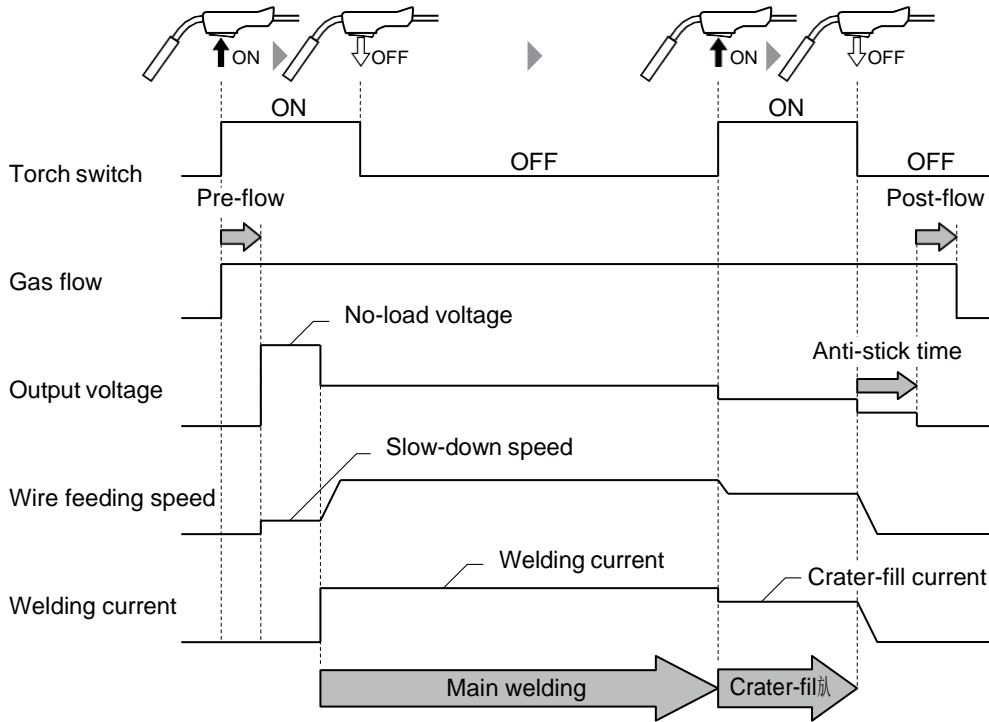 ON
OFF
ON
OFF
ON
ON
Torch switch
OFF
OFF
Pre-flow
Post-flow
Gas flow
No-load voltage
Anti-stick time
Output voltage
Slow-down speed
Wire feeding speed
Welding current
Crater-fill current
Welding current
Main welding
Crater-fil